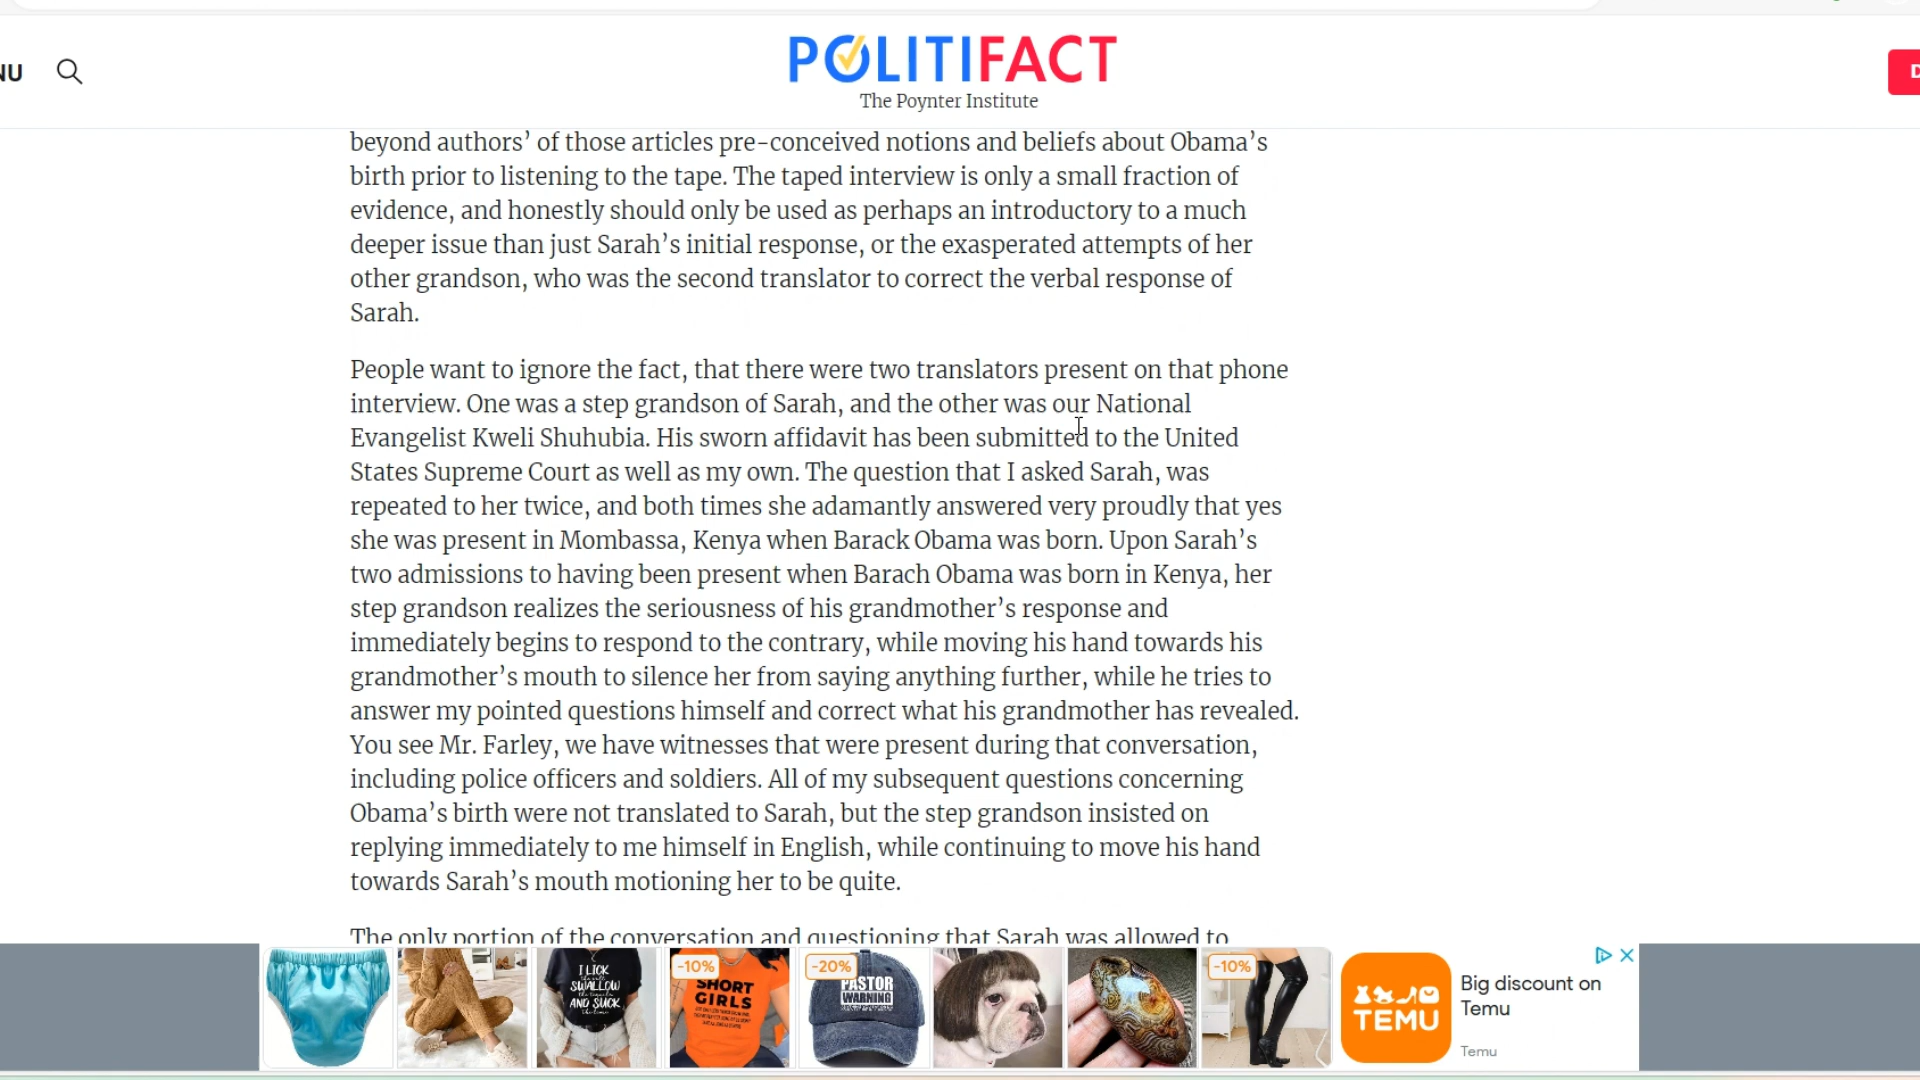 NU
POLITIFACT
The Poynter Institute
D
beyond authors’ of those articles pre-conceived notions and beliefs about Obama’s
birth prior to listening to the tape. The taped interview is only a small fraction of
evidence, and honestly should only be used as perhaps an introductory to a much
deeper issue than just Sarah’s initial response, or the exasperated attempts of her
other grandson, who was the second translator to correct the verbal response of
Sarah.
People want to ignore the fact, that there were two translators present on that phone
interview. One was a step grandson of Sarah, and the other was our National
Evangelist Kweli Shuhubia. His sworn affidavit has been submitted to the United
States Supreme Court as well as my own. The question that I asked Sarah, was
repeated to her twice, and both times she adamantly answered very proudly that yes
she was present in Mombassa, Kenya when Barack Obama was born. Upon Sarah’s
two admissions to having been present when Barach Obama was born in Kenya, her
step grandson realizes the seriousness of his grandmother’s response and
immediately begins to respond to the contrary, while moving his hand towards his
grandmother’s mouth to silence her from saying anything further, while he tries to
answer my pointed questions himself and correct what his grandmother has revealed.
You see Mr. Farley, we have witnesses that were present during that conversation,
including police officers and soldiers. All of my subsequent questions concerning
Obama’s birth were not translated to Sarah, but the step grandson insisted on
replying immediately to me himself in English, while continuing to move his hand
towards Sarah’s mouth motioning her to be quite.
The only portion of the conversation and questioning that Sarah was allowed to
I LICK
SWALLOW
AND SUCK
-10%
SHORT
GIRLS
-20%
PASTOR
WARNING
-10%
TEMU
Big discount on
Temu
Temu